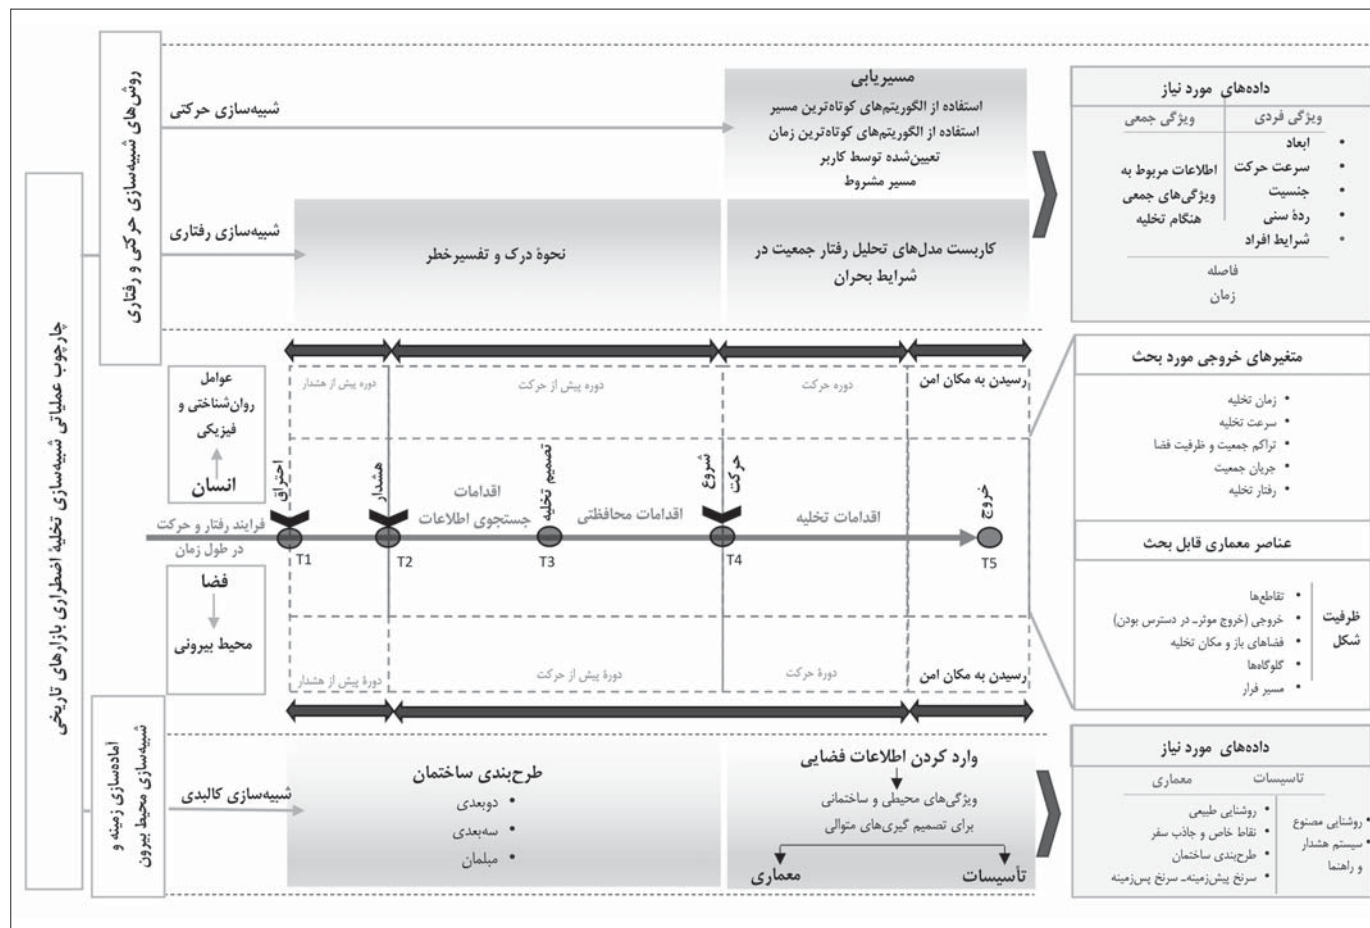 چارچوب عملیاتی شبیه‌سازی تخلیهٔ اضطراری بازارهای تاریخی
روش‌های شبیه‌سازی حرکتی و رفتاری
شبیه‌سازی حرکتی
مسیریابی
استفاده از الگوریتم‌های کوتاه‌ترین مسیر
استفاده از الگوریتم‌های کوتاه‌ترین زمان
تعیین‌شده توسط کاربر
مسیر مشروط
شبیه‌سازی رفتاری
نحوهٔ درک و تفسیرخطر
کاربست مدل‌های تحلیل رفتار جمعیت در
شرایط بحران
داده‌های مورد نیاز
ویژگی فردی
ویژگی جمعی
• ابعاد
• سرعت حرکت
• جنسیت
• ردهٔ سنی
• شرایط افراد
اطلاعات مربوط به
ویژگی‌های جمعی
هنگام تخلیه
فاصله
زمان
عوامل
روان‌شناختی و
فیزیکی
انسان
فرایند رفتار و حرکت
در طول زمان
فضا
محیط بیرونی
دوره پیش از هشدار
دوره پیش از حرکت
دوره حرکت
رسیدن به مکان امن
احتراق
هشدار
تصمیم تخلیه
شروع
حرکت
خروج
اقدامات
جستجوی اطلاعات
اقدامات محافظتی
اقدامات تخلیه
T1
T2
T3
T4
T5
دورهٔ پیش از هشدار
دورهٔ پیش از حرکت
دورهٔ حرکت
رسیدن به مکان امن
متغیرهای خروجی مورد بحث
• زمان تخلیه
• سرعت تخلیه
• تراکم جمعیت و ظرفیت فضا
• جریان جمعیت
• رفتار تخلیه
عناصر معماری قابل بحث
ظرفیت
شکل
• تقاطع‌ها
• خروجی (خروج موثر- در دسترس بودن)
• فضاهای باز و مکان تخلیه
• گلوگاه‌ها
• مسیر فرار
آماده‌سازی زمینه و
شبیه‌سازی محیط بیرون
شبیه‌سازی کالبدی
طرح‌بندی ساختمان
• دوبعدی
• سه‌بعدی
• مبلمان
وارد کردن اطلاعات فضایی
ویژگی‌های محیطی و ساختمانی
برای تصمیم گیری‌های متوالی
تأسیسات
معماری
داده‌های مورد نیاز
تاسیسات
معماری
• روشنایی مصنوع
• سیستم هشدار
و راهنما
• روشنایی طبیعی
• نقاط خاص و جاذب سفر
• طرح‌بندی ساختمان
• سرنخ پیش‌زمینه- سرنخ پس‌زمینه